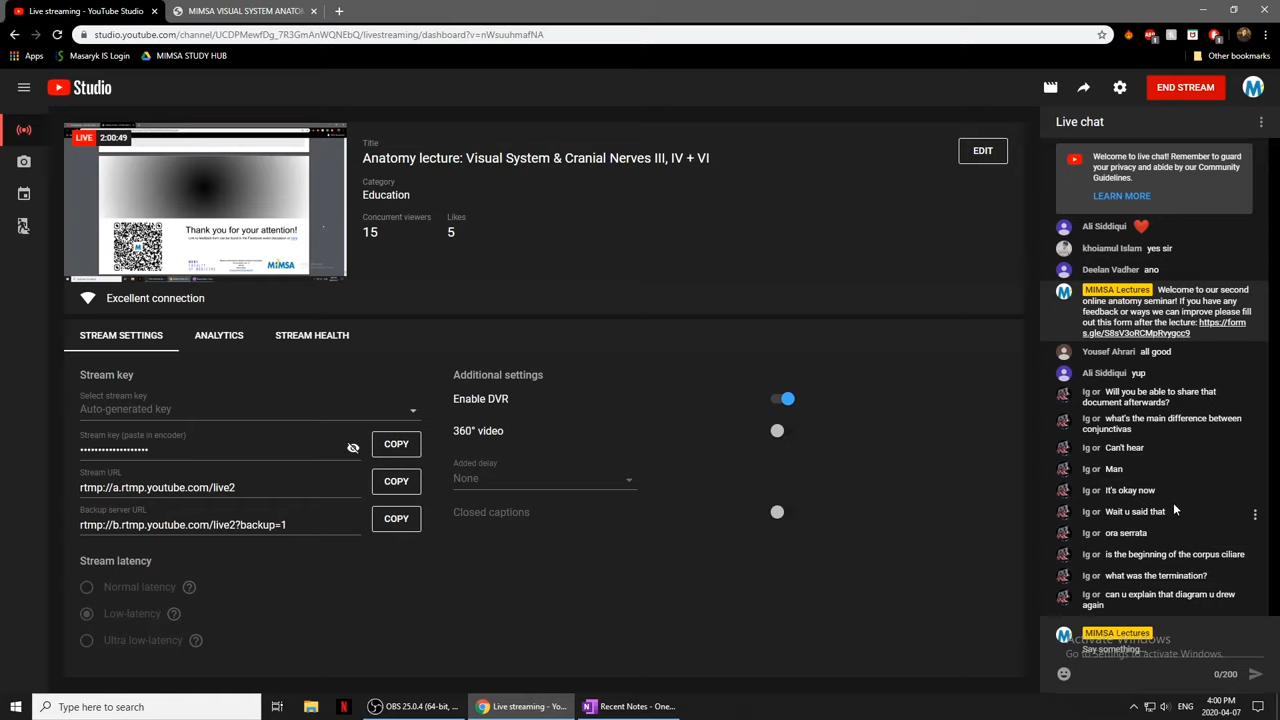 Live streaming - YouTube Studio
MIMSA VISUAL SYSTEM ANATOM
studio.youtube.com/channel/UCDPMewfDg_7R3GmAnWQNEbQ/livestreaming/dashboard?v=nWsuuhmafNA
Apps
Masaryk IS Login
MIMSA STUDY HUB
Other bookmarks
Studio
END STREAM
LIVE 2:00:49
Thank you for your attention!
MIMSA
Title
Anatomy lecture: Visual System & Cranial Nerves III, IV + VI
EDIT
Category
Education
Concurrent viewers
Likes
15
5
Excellent connection
STREAM SETTINGS
ANALYTICS
STREAM HEALTH
Stream key
Select stream key
Auto-generated key
Stream key (paste in encoder)
••••••••••••••••••
COPY
Stream URL
rtmp://a.rtmp.youtube.com/live2
COPY
Backup server URL
rtmp://b.rtmp.youtube.com/live2?backup=1
COPY
Stream latency
Normal latency
Low-latency
Ultra low-latency
Additional settings
Enable DVR
360° video
Added delay
None
Closed captions
Live chat
Welcome to live chat! Remember to guard
your privacy and abide by our Community
Guidelines.
LEARN MORE
Ali Siddiqui
khoiamul Islam yes sir
Deelan Vadher ano
MIMSA Lectures Welcome to our second
online anatomy seminar! If you have any
feedback or ways we can improve please fill
out this form after the lecture: https://form
s.gle/S8sV3oRCMpRvygcc9
Yousef Ahrari all good
Ali Siddiqui yup
Ig or Will you be able to share that
document afterwards?
Ig or what's the main difference between
conjunctivas
Ig or Can't hear
Ig or Man
Ig or It's okay now
Ig or Wait u said that
Ig or ora serrata
Ig or is the beginning of the corpus ciliare
Ig or what was the termination?
Ig or can u explain that diagram u drew
again
MIMSA Lectures
Say something...
Activate Windows
Go to Settings to activate Windows.
0/200
Type here to search
OBS 25.0.4 (64-bit, ...
Live streaming - Yo...
Recent Notes - One...
ENG
4:00 PM
2020-04-07